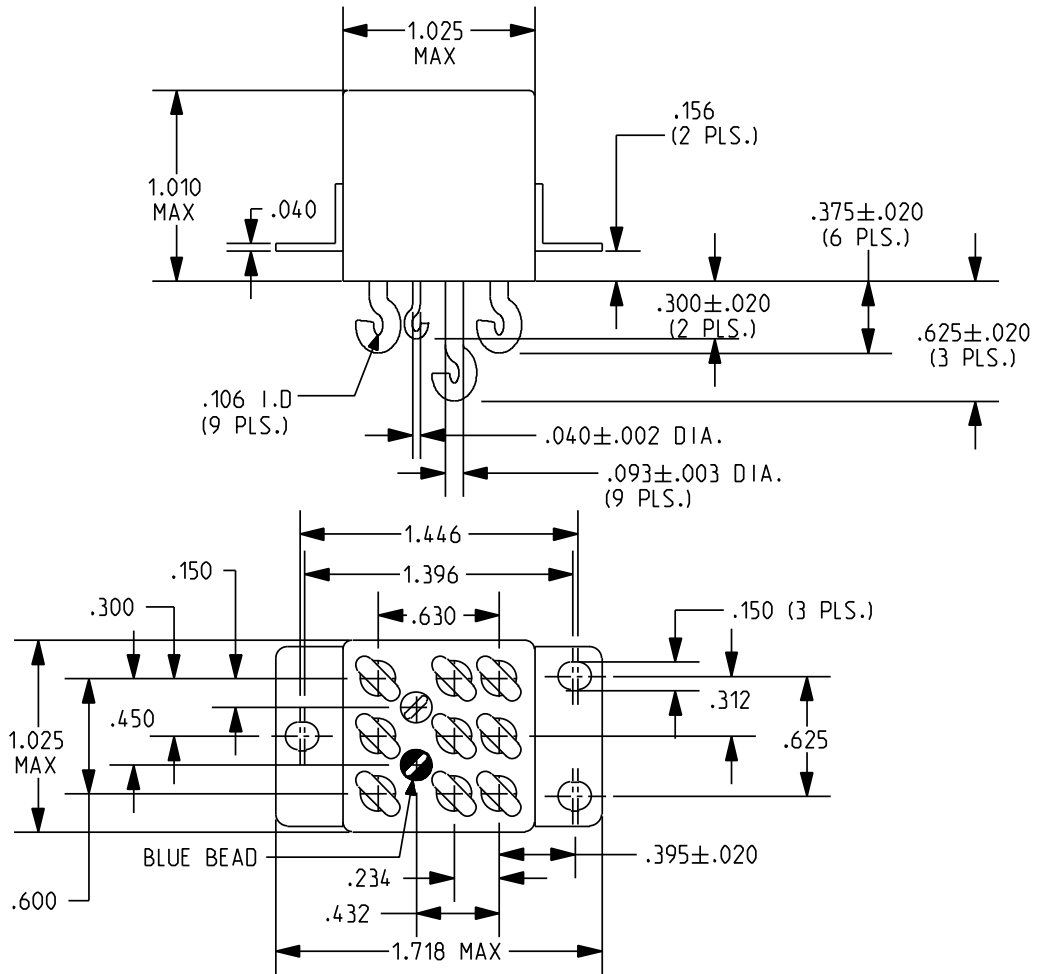 1.025
MAX
.156
(2 PLS.)
1.010
MAX
.040
.375±.020
(6 PLS.)
.300±.020
(2 PLS.)
.625±.020
(3 PLS.)
.106 I.D
(9 PLS.)
.040±.002 DIA.
.093±.003 DIA.
(9 PLS.)
1.446
.150
1.396
.300
.630
.150 (3 PLS.)
.312
.450
1.025
MAX
.625
BLUE BEAD
.395±.020
.234
.600
.432
1.718 MAX